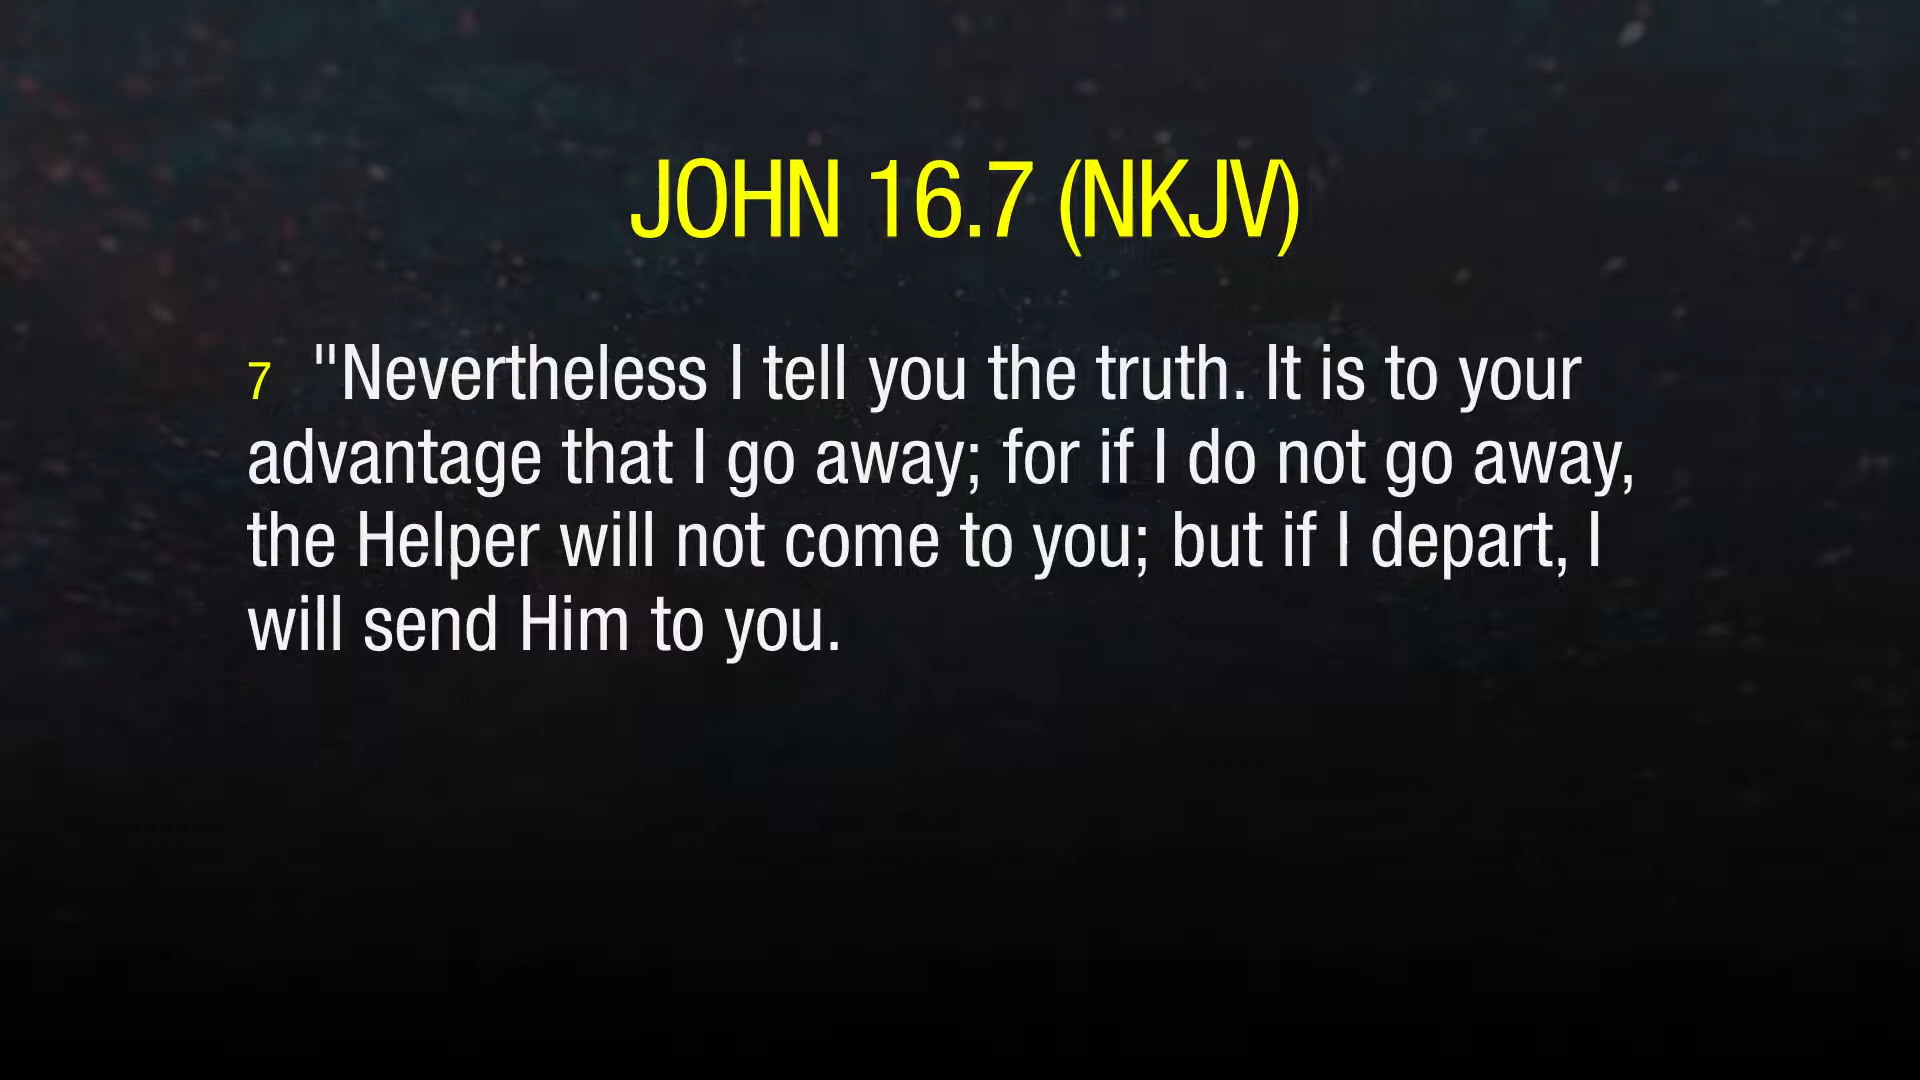 JOHN 16.7 (NKJV)
7 "Nevertheless I tell you the truth. It is to your
advantage that I go away; for if I do not go away,
the Helper will not come to you; but if I depart, I
will send Him to you.